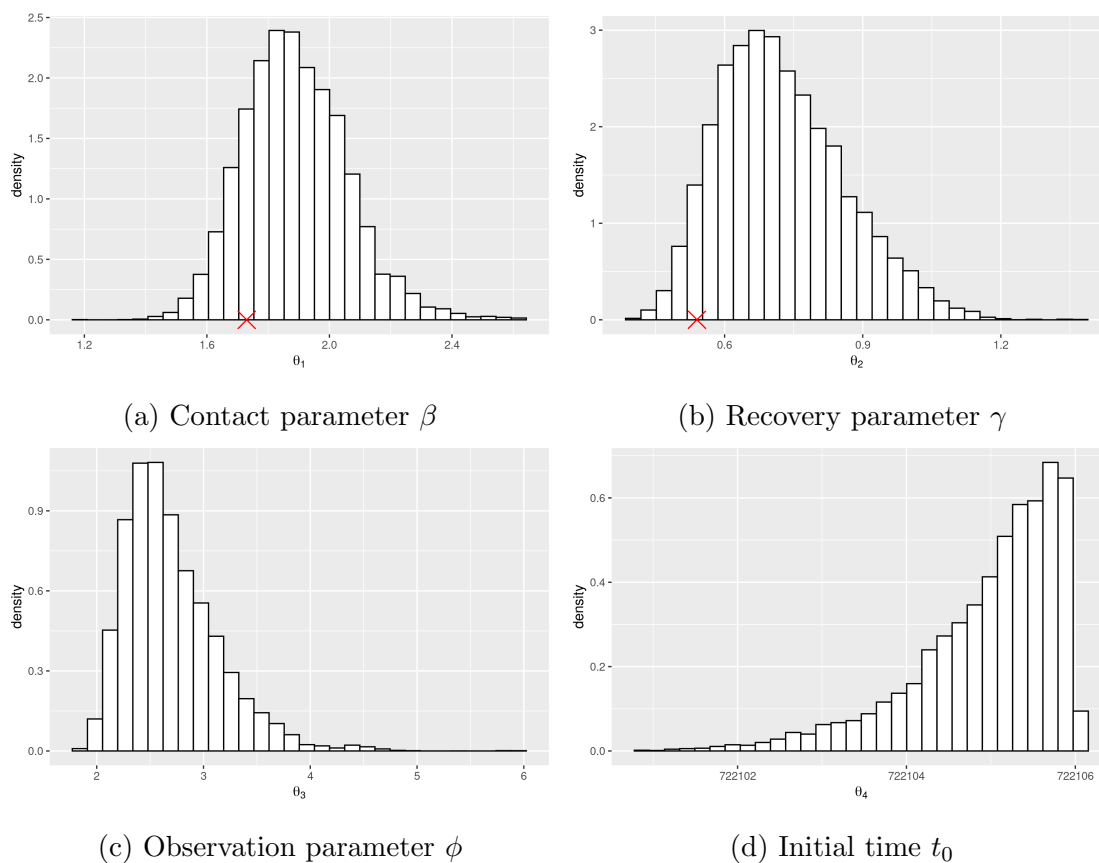 2.5
2.0
1.5
1.0
0.5
0.0
density
1.2 1.6 2.0 2.4
θ1
(a) Contact parameter β
3
2
1
0
density
0.6 0.9 1.2
θ2
(b) Recovery parameter γ
0.9
0.6
0.3
0.0
density
2 3 4 5 6
θ3
(c) Observation parameter ϕ
0.6
0.4
0.2
0.0
density
722102 722104 722106
θ4
(d) Initial time t0